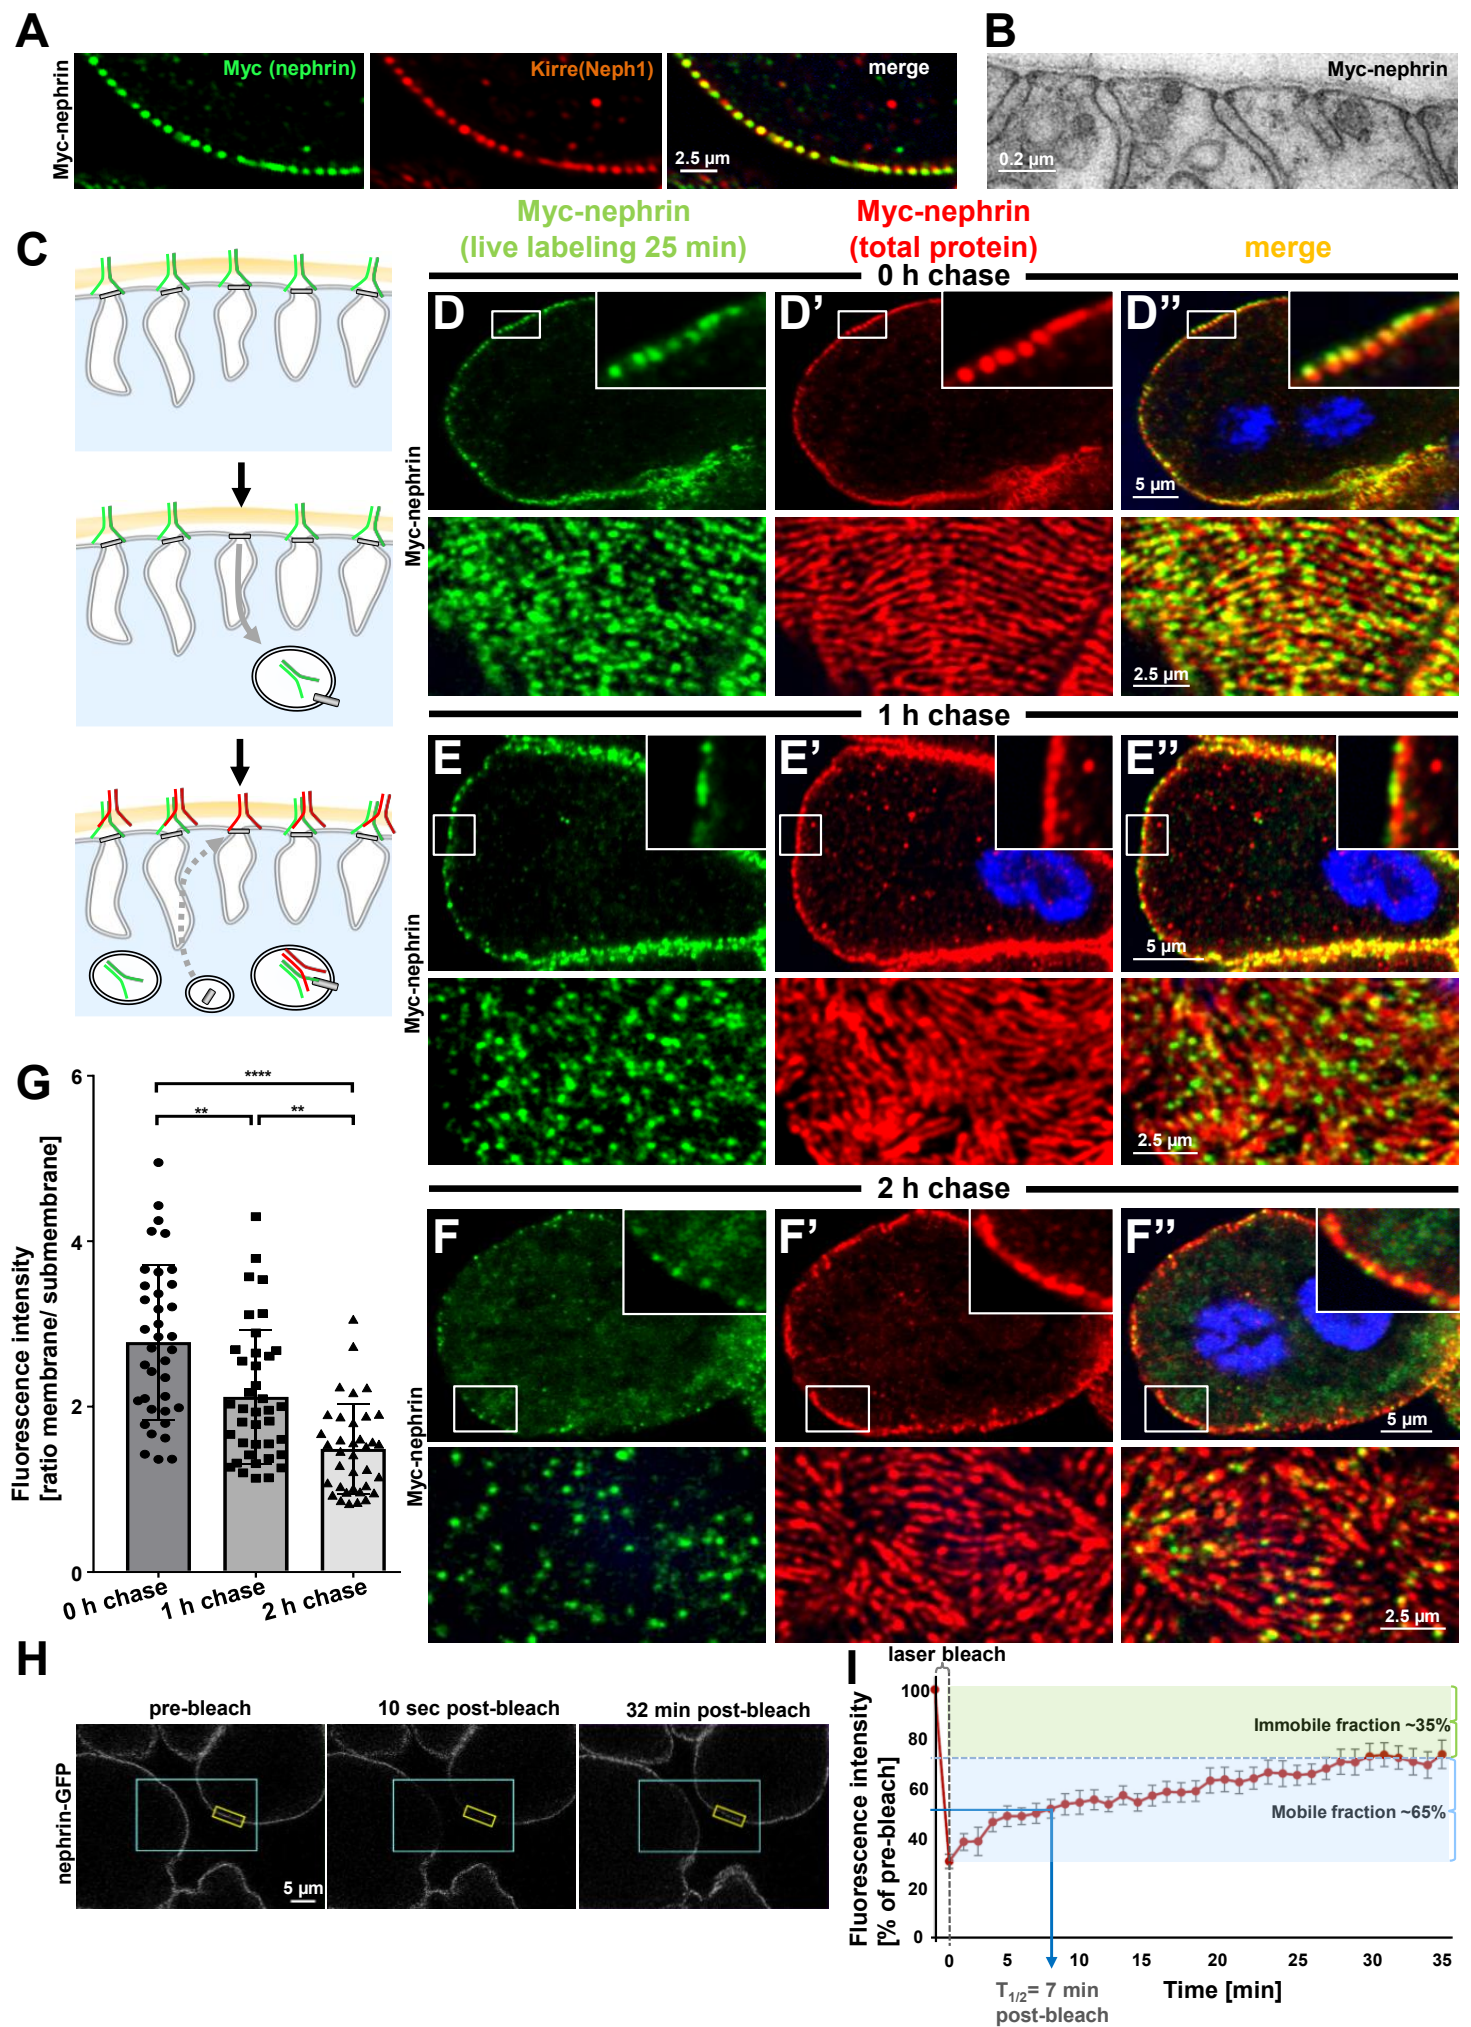 A
Myc-nephrin
Myc (nephrin)
Kirre(Neph1)
merge
2.5 µm
B
Myc-nephrin
0.2 µm
C
Myc-nephrin
(live labeling 25 min)
Myc-nephrin
(total protein)
merge
0 h chase
D
D'
D''
Myc-nephrin
5 µm
2.5 µm
1 h chase
E
E'
E''
Myc-nephrin
5 µm
2.5 µm
2 h chase
F
F'
F''
Myc-nephrin
5 µm
2.5 µm
G
Fluorescence intensity
[ratio membrane/ submembrane]
6
4
2
0
****
**
**
0 h chase
1 h chase
2 h chase
H
nephrin-GFP
pre-bleach
10 sec post-bleach
32 min post-bleach
5 µm
I
laser bleach
Fluorescence intensity
[% of pre-bleach]
100
80
60
40
20
0
Immobile fraction ~35%
Mobile fraction ~65%
0
5
10
15
20
25
30
35
T1/2= 7 min
post-bleach
Time [min]